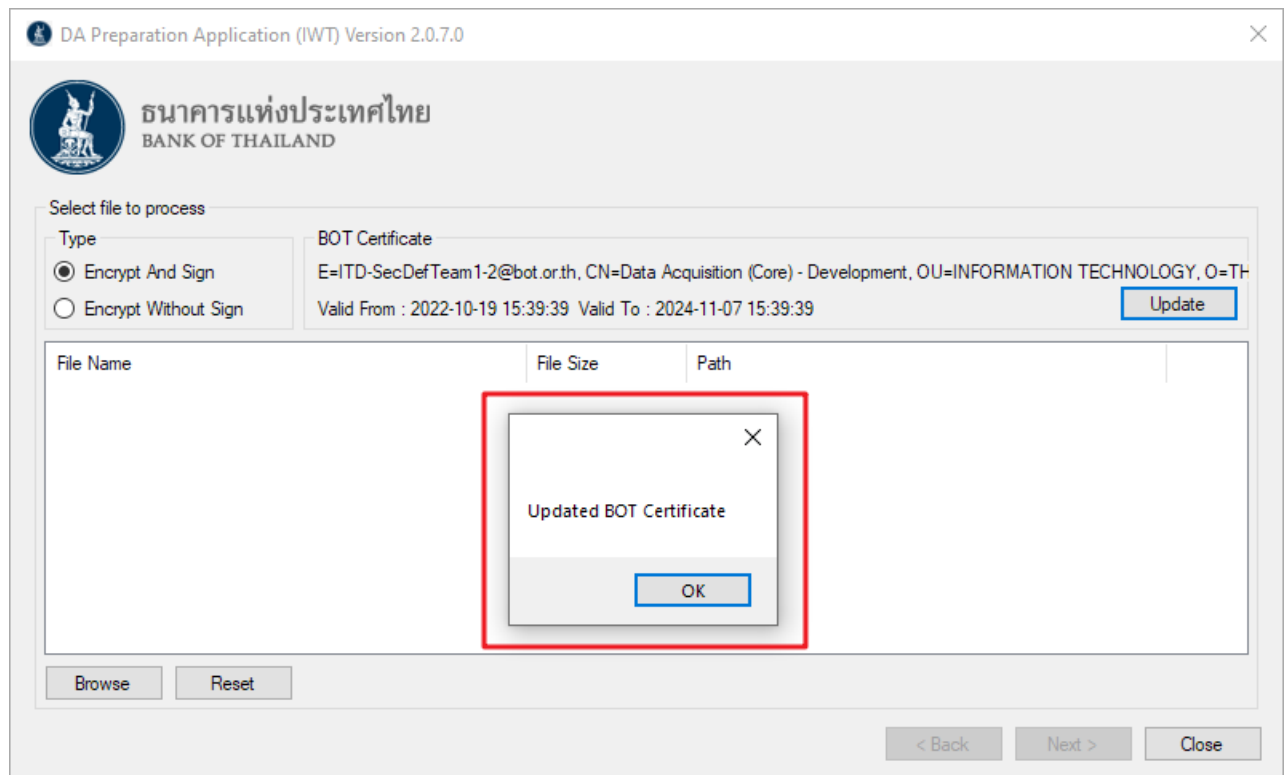 DA Preparation Application (IWT) Version 2.0.7.0
ธนาคารแห่งประเทศไทย
BANK OF THAILAND
Select file to process
Type
BOT Certificate
Encrypt And Sign
E=ITD-SecDefTeam1-2@bot.or.th, CN=Data Acquisition (Core) - Development, OU=INFORMATION TECHNOLOGY, O=TH
Encrypt Without Sign
Valid From : 2022-10-19 15:39:39 Valid To : 2024-11-07 15:39:39
Update
File Name File Size Path
Updated BOT Certificate
OK
Browse Reset
< Back Next > Close